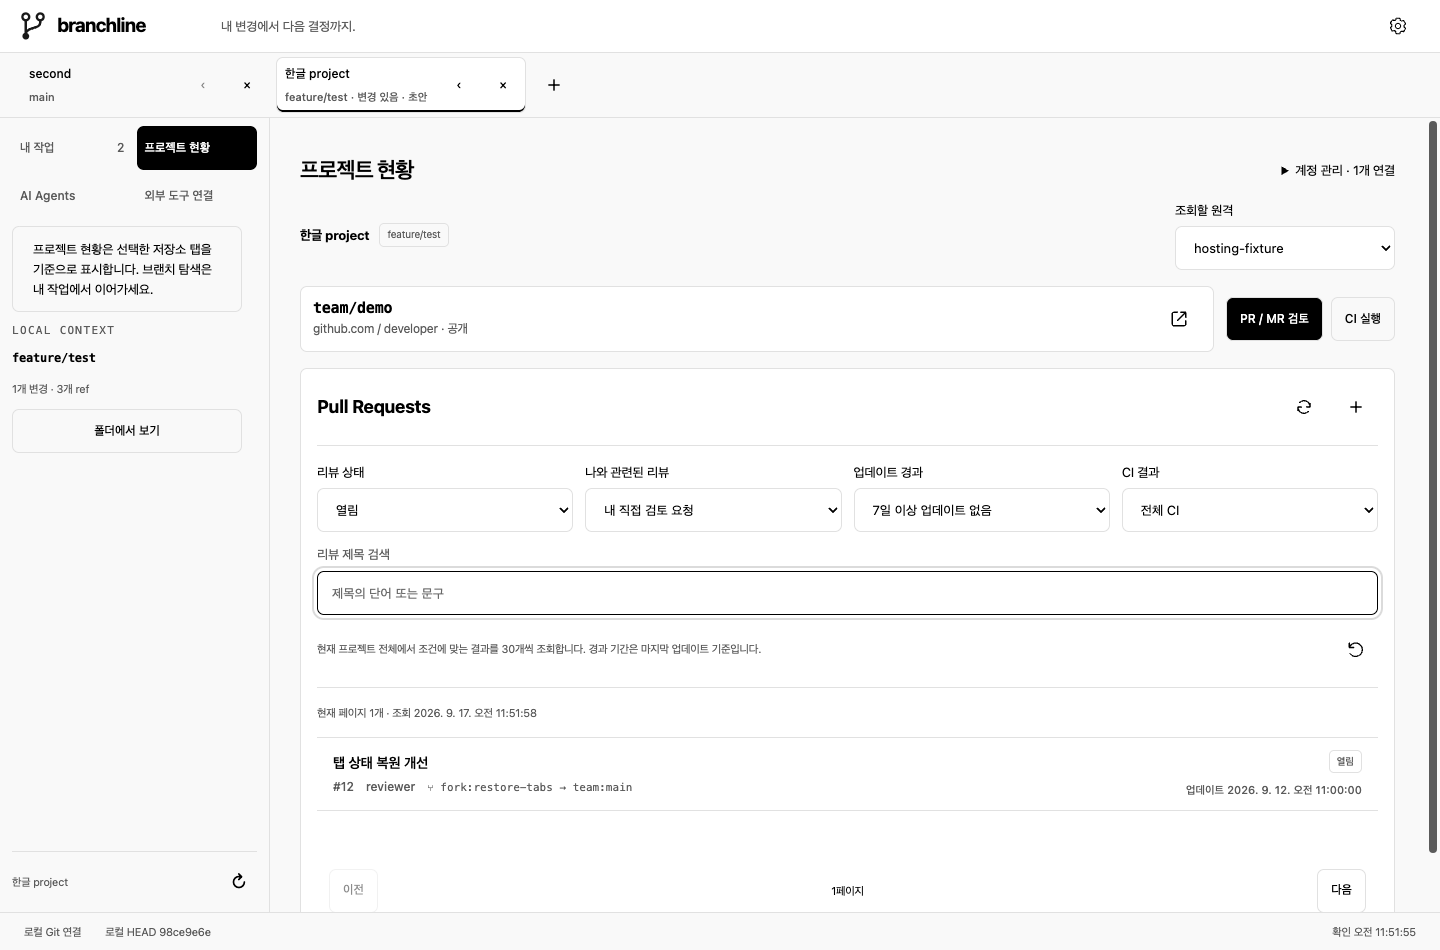 branchline
내 변경에서 다음 결정까지.
second
main
한글 project
feature/test · 변경 있음 · 초안
내 작업 2
프로젝트 현황
AI Agents
외부 도구 연결
프로젝트 현황은 선택한 저장소 탭을
기준으로 표시합니다. 브랜치 탐색은
내 작업에서 이어가세요.
LOCAL CONTEXT
feature/test
1개 변경 · 3개 ref
폴더에서 보기
한글 project
프로젝트 현황
▶ 계정 관리 · 1개 연결
한글 project feature/test
조회할 원격
hosting-fixture
team/demo
github.com / developer · 공개
PR / MR 검토
CI 실행
Pull Requests
리뷰 상태
열림
나와 관련된 리뷰
내 직접 검토 요청
업데이트 경과
7일 이상 업데이트 없음
CI 결과
전체 CI
리뷰 제목 검색
제목의 단어 또는 문구
현재 프로젝트 전체에서 조건에 맞는 결과를 30개씩 조회합니다. 경과 기간은 마지막 업데이트 기준입니다.
현재 페이지 1개 · 조회 2026. 9. 17. 오전 11:51:58
탭 상태 복원 개선
열림
#12 reviewer fork:restore-tabs → team:main
업데이트 2026. 9. 12. 오전 11:00:00
이전
1페이지
다음
로컬 Git 연결
로컬 HEAD 98ce9e6e
확인 오전 11:51:55